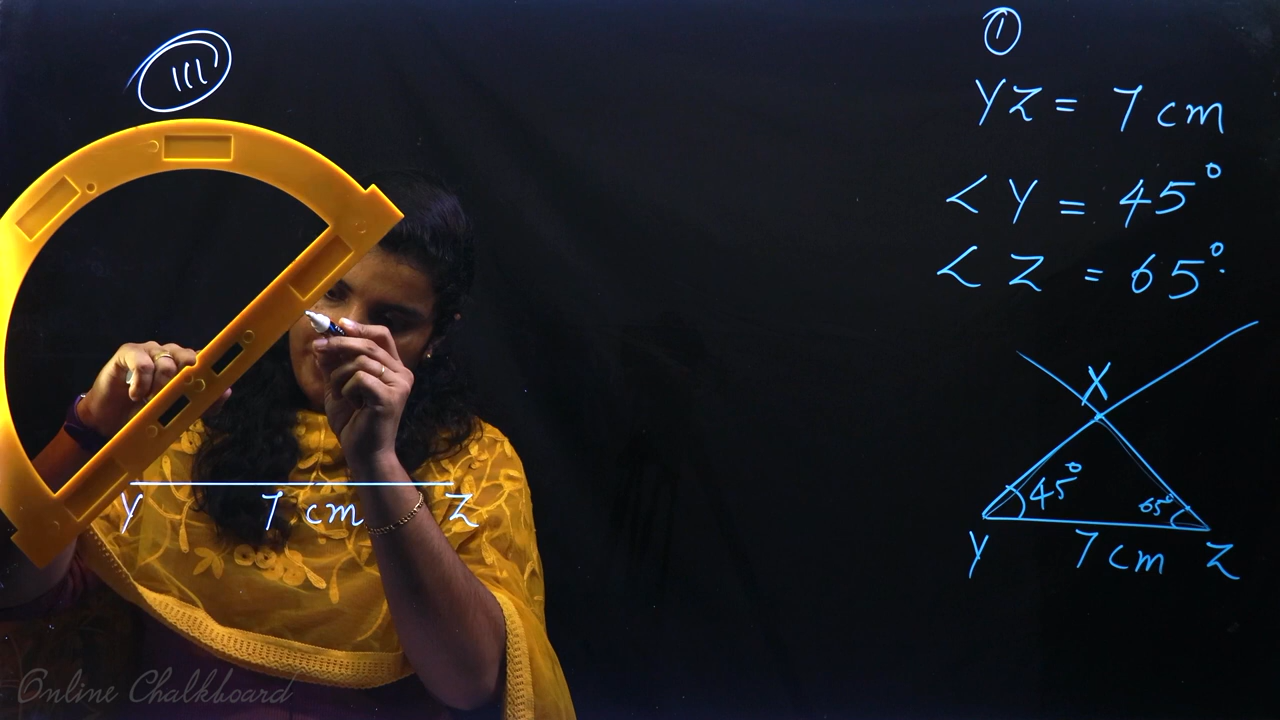 III
①
YZ = 7 cm
∠Y = 45°
∠Z = 65°.
X
45° 65°
Y 7 cm Z
Y 7 cm Z
Online Chalkboard